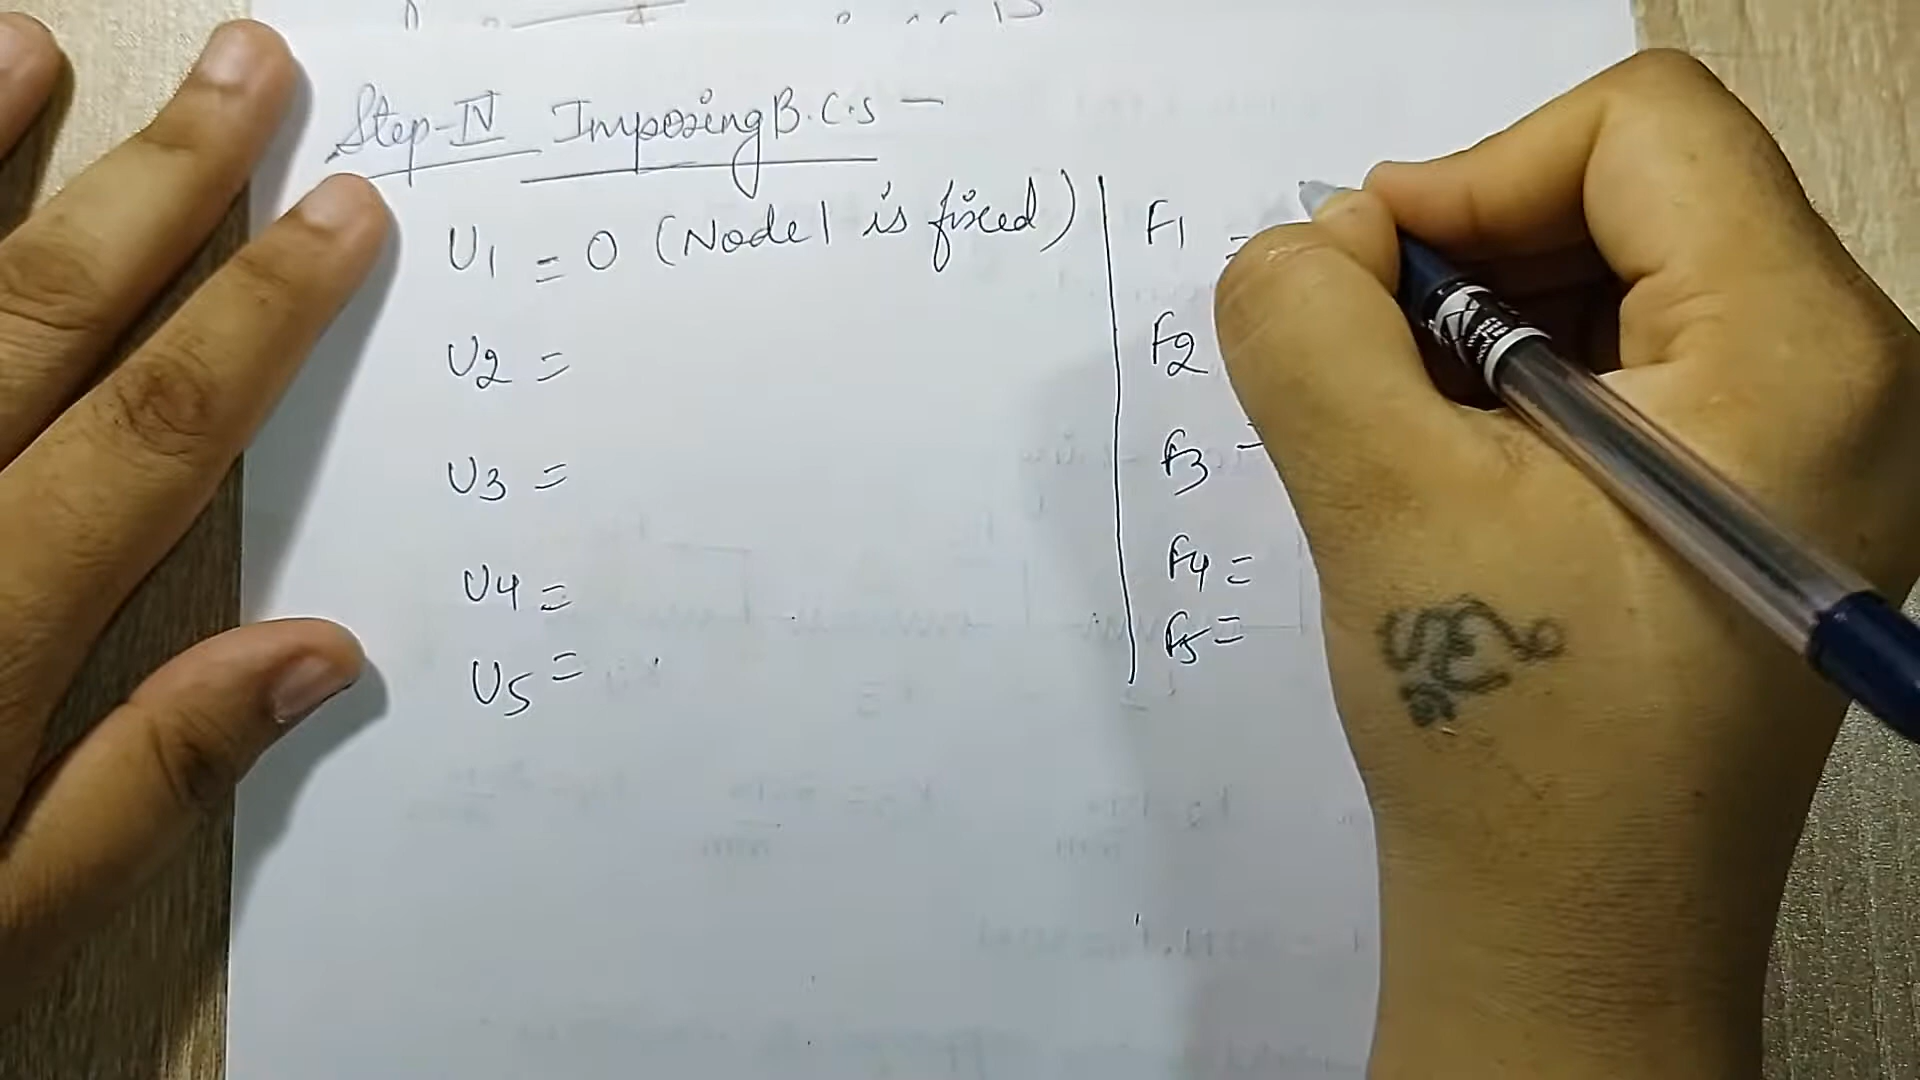 Step-IV Imposing B.C.s -
U1 = 0 (Node 1 is fixed)
U2 =
U3 =
U4 =
U5 =
F1 =
F2
F3 =
F4 =
F5 =